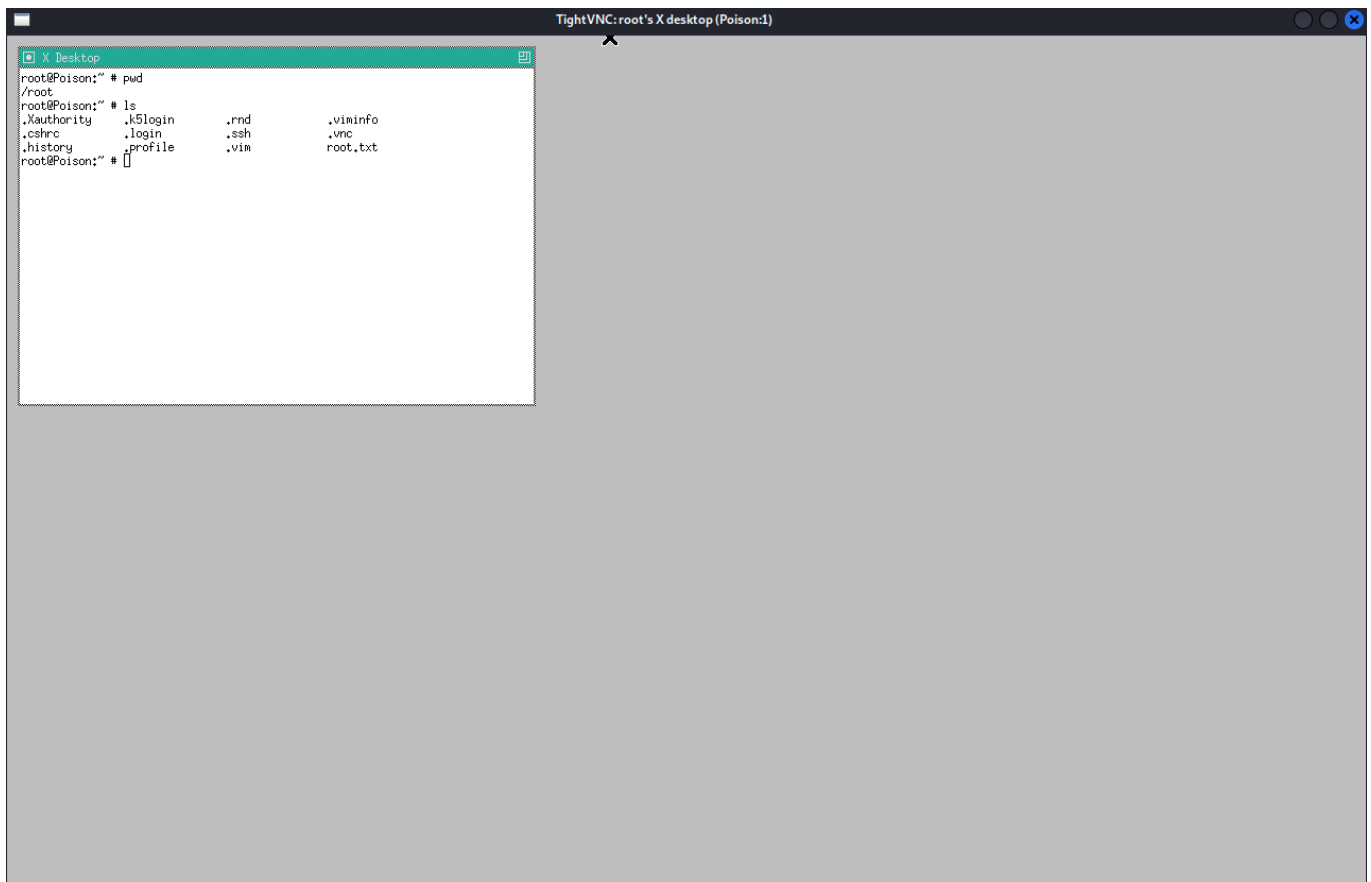 TightVNC: root's X desktop (Poison:1)
X Desktop
root@Poison:~ # pwd
/root
root@Poison:~ # ls
.Xauthority .k5login .rnd .viminfo
.cshrc .login .ssh .vnc
.history .profile .vim root.txt
root@Poison:~ #